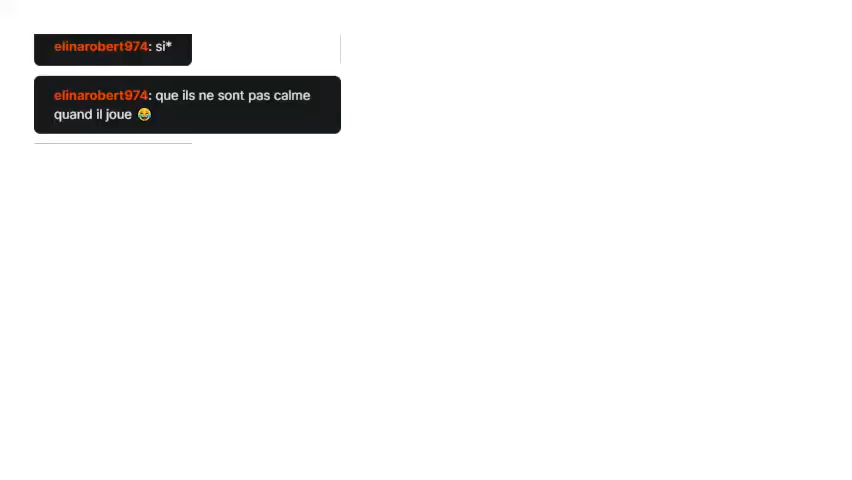 elinarobert974: si*
elinarobert974: que ils ne sont pas calme
quand il joue 😂